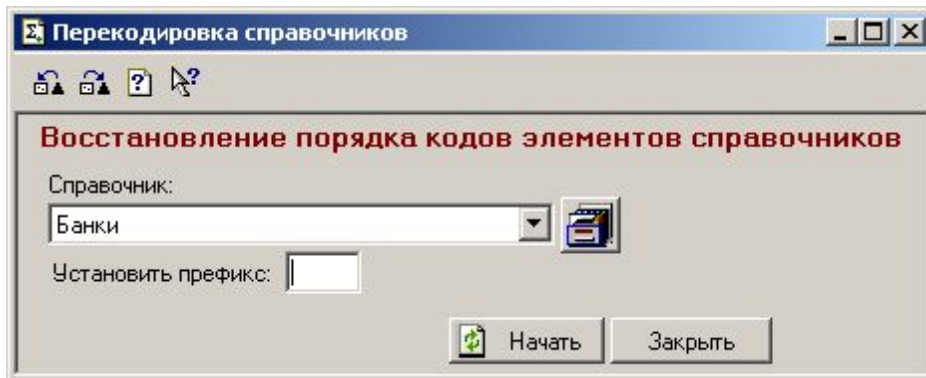 Перекодировка справочников
Восстановление порядка кодов элементов справочников
Справочник:
Банки
Установить префикс:
Начать Закрыть